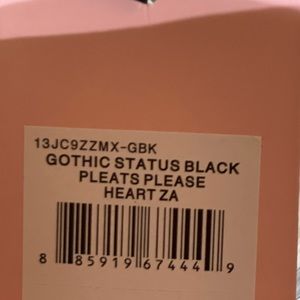 13JC9ZZMX-GBK
GOTHIC STATUS BLACK
PLEATS PLEASE
HEART ZA
8 85919 67444 9